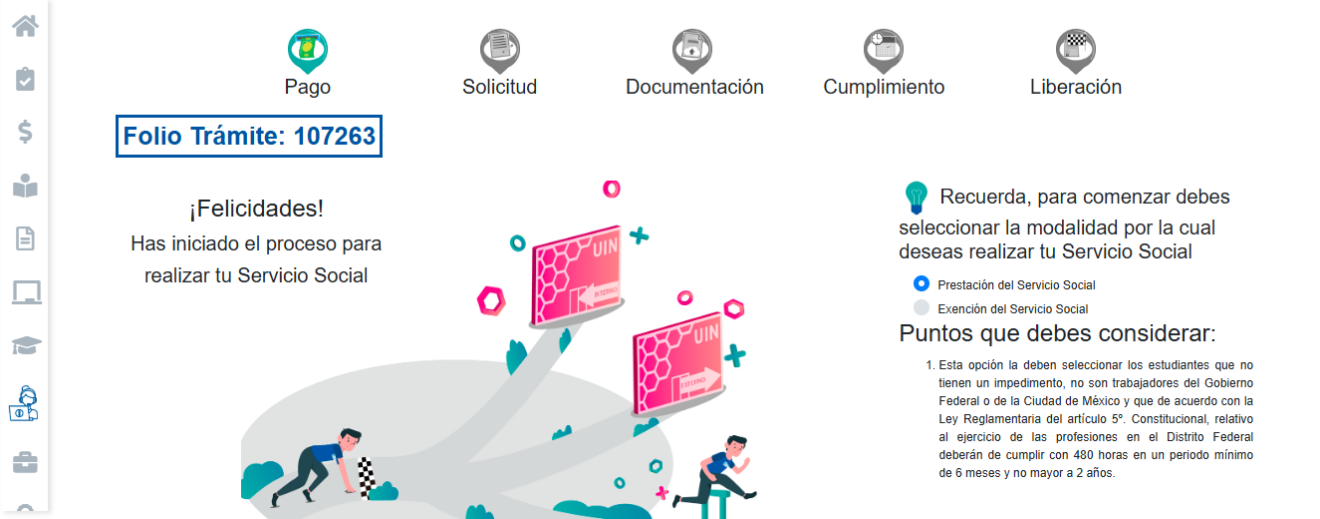 Pago
Solicitud
Documentación
Cumplimiento
Liberación
Folio Trámite: 107263
¡Felicidades!
Has iniciado el proceso para
realizar tu Servicio Social
UIN
INTERNO
UIN
EXTERNO
Recuerda, para comenzar debes
seleccionar la modalidad por la cual
deseas realizar tu Servicio Social
Prestación del Servicio Social
Exención del Servicio Social
Puntos que debes considerar:
1. Esta opción la deben seleccionar los estudiantes que no
tienen un impedimento, no son trabajadores del Gobierno
Federal o de la Ciudad de México y que de acuerdo con la
Ley Reglamentaria del artículo 5º. Constitucional, relativo
al ejercicio de las profesiones en el Distrito Federal
deberán de cumplir con 480 horas en un periodo mínimo
de 6 meses y no mayor a 2 años.